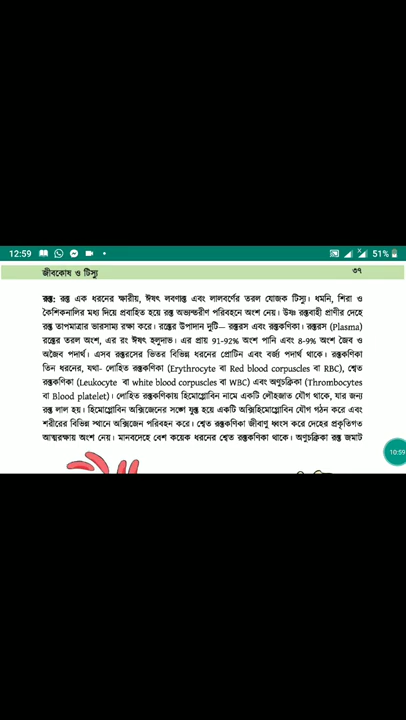 12:59
51%
জীবকোষ ও টিস্যু
৩৭
রক্ত: রক্ত এক ধরনের ক্ষারীয়, ঈষৎ লবণাক্ত এবং লালবর্ণের তরল যোজক টিস্যু। ধমনি, শিরা ও
কৈশিকনালির মধ্য দিয়ে প্রবাহিত হয়ে রক্ত অভ্যন্তরীণ পরিবহনে অংশ নেয়। উষ্ণ রক্তবাহী প্রাণীর দেহে
রক্ত তাপমাত্রার ভারসাম্য রক্ষা করে। রক্তের উপাদান দুটি— রক্তরস এবং রক্তকণিকা। রক্তরস (Plasma)
রক্তের তরল অংশ, এর রং ঈষৎ হলুদাভ। এর প্রায় 91-92% অংশ পানি এবং 8-9% অংশ জৈব ও
অজৈব পদার্থ। এসব রক্তরসের ভিতর বিভিন্ন ধরনের প্রোটিন এবং বর্জ্য পদার্থ থাকে। রক্তকণিকা
তিন ধরনের, যথা- লোহিত রক্তকণিকা (Erythrocyte বা Red blood corpuscles বা RBC), শ্বেত
রক্তকণিকা (Leukocyte বা white blood corpuscles বা WBC) এবং অণুচক্রিকা (Thrombocytes
বা Blood platelet)। লোহিত রক্তকণিকায় হিমোগ্লোবিন নামে একটি লৌহজাত যৌগ থাকে, যার জন্য
রক্ত লাল হয়। হিমোগ্লোবিন অক্সিজেনের সঙ্গে যুক্ত হয়ে একটি অক্সিহিমোগ্লোবিন যৌগ গঠন করে এবং
শরীরের বিভিন্ন স্থানে অক্সিজেন পরিবহন করে। শ্বেত রক্তকণিকা জীবাণু ধ্বংস করে দেহের প্রকৃতিগত
আত্মরক্ষায় অংশ নেয়। মানবদেহে বেশ কয়েক ধরনের শ্বেত রক্তকণিকা থাকে। অণুচক্রিকা রক্ত জমাট
10:59